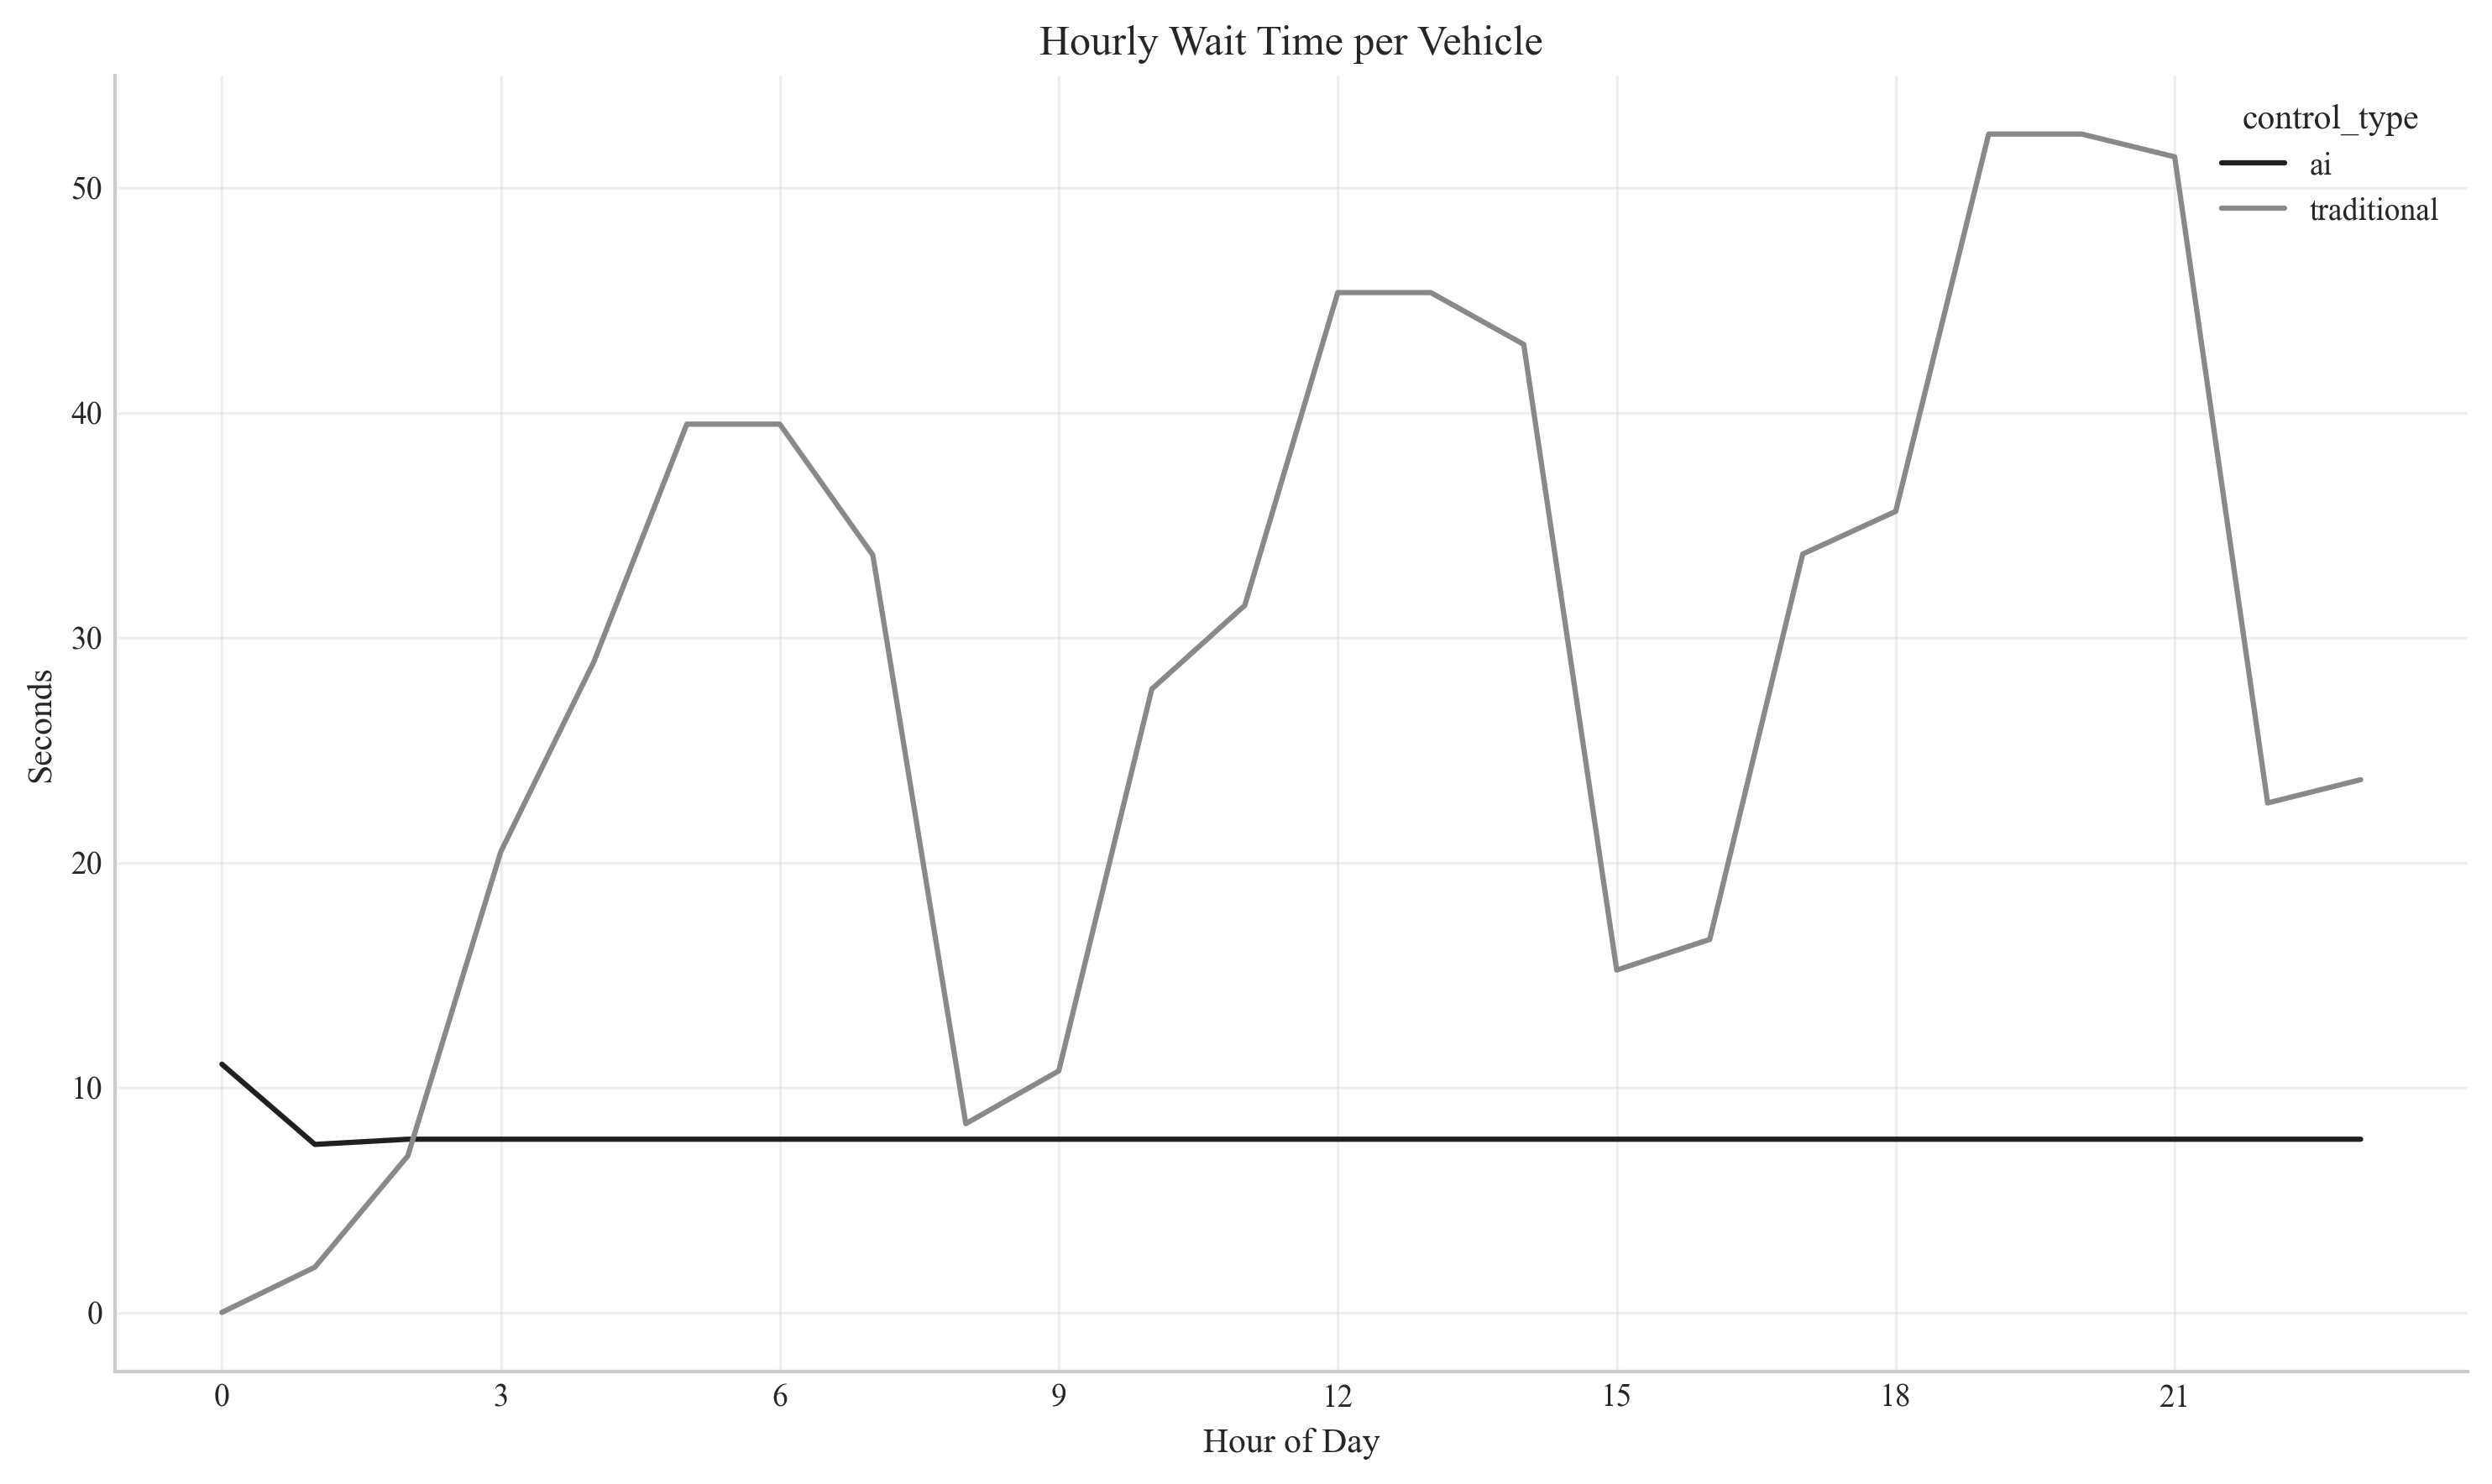 Hourly Wait Time per Vehicle
control_type
ai
traditional
50
40
30
20
10
0
Seconds
0 3 6 9 12 15 18 21
Hour of Day